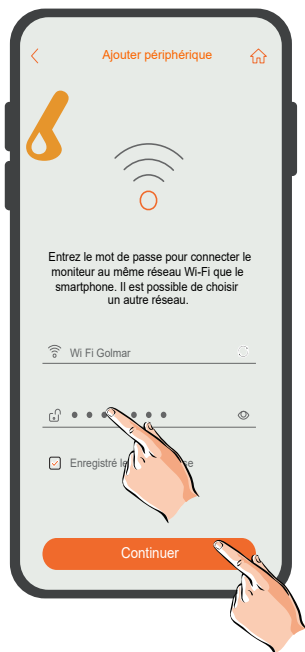 Ajouter périphérique
Entrez le mot de passe pour connecter le
moniteur au même réseau Wi-Fi que le
smartphone. Il est possible de choisir
un autre réseau.
Wi Fi Golmar
Enregistré
Continuer